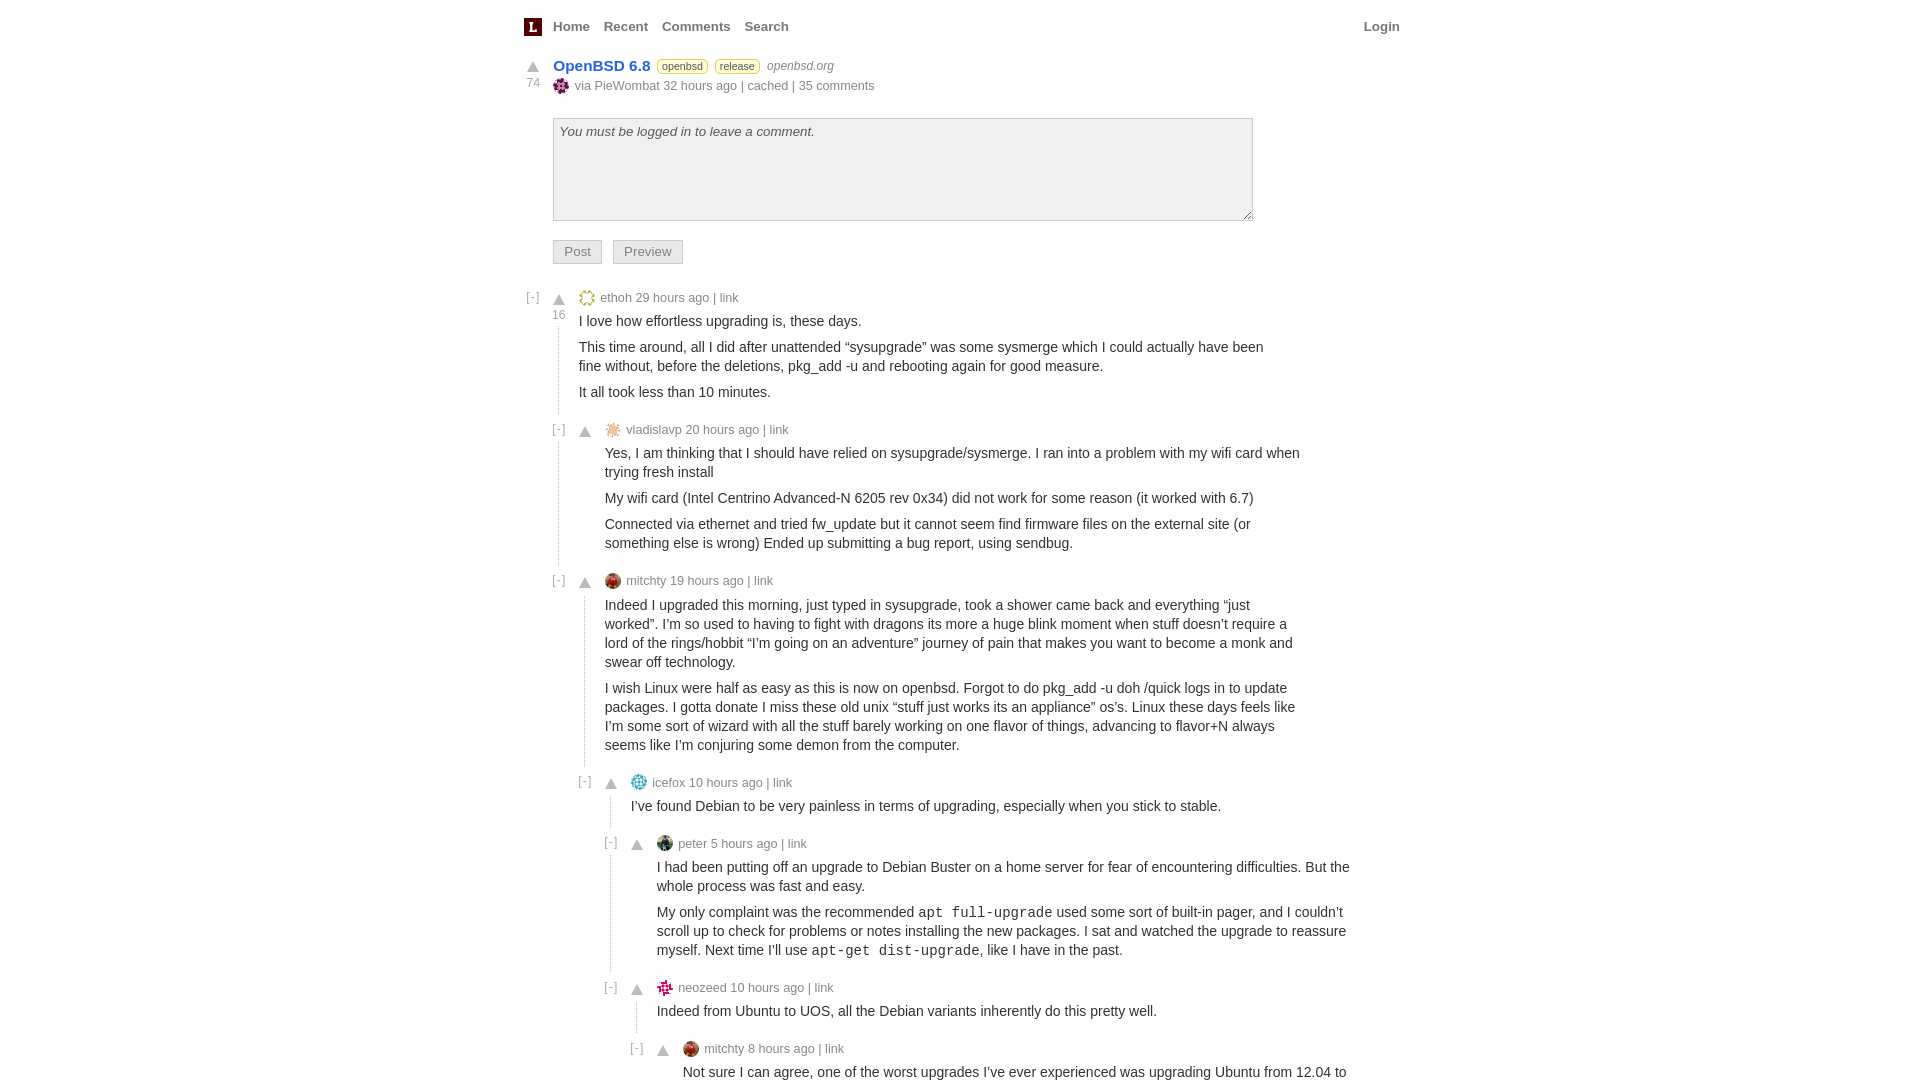 L Home Recent Comments Search Login
OpenBSD 6.8 openbsd release openbsd.org
74
via PieWombat 32 hours ago | cached | 35 comments
You must be logged in to leave a comment.
Post Preview
[-] ethoh 29 hours ago | link
16
I love how effortless upgrading is, these days.
This time around, all I did after unattended “sysupgrade” was some sysmerge which I could actually have been
fine without, before the deletions, pkg_add -u and rebooting again for good measure.
It all took less than 10 minutes.
[-] vladislavp 20 hours ago | link
Yes, I am thinking that I should have relied on sysupgrade/sysmerge. I ran into a problem with my wifi card when
trying fresh install
My wifi card (Intel Centrino Advanced-N 6205 rev 0x34) did not work for some reason (it worked with 6.7)
Connected via ethernet and tried fw_update but it cannot seem find firmware files on the external site (or
something else is wrong) Ended up submitting a bug report, using sendbug.
[-] mitchty 19 hours ago | link
Indeed I upgraded this morning, just typed in sysupgrade, took a shower came back and everything “just
worked”. I’m so used to having to fight with dragons its more a huge blink moment when stuff doesn’t require a
lord of the rings/hobbit “I’m going on an adventure” journey of pain that makes you want to become a monk and
swear off technology.
I wish Linux were half as easy as this is now on openbsd. Forgot to do pkg_add -u doh /quick logs in to update
packages. I gotta donate I miss these old unix “stuff just works its an appliance” os’s. Linux these days feels like
I’m some sort of wizard with all the stuff barely working on one flavor of things, advancing to flavor+N always
seems like I’m conjuring some demon from the computer.
[-] icefox 10 hours ago | link
I’ve found Debian to be very painless in terms of upgrading, especially when you stick to stable.
[-] peter 5 hours ago | link
I had been putting off an upgrade to Debian Buster on a home server for fear of encountering difficulties. But the
whole process was fast and easy.
My only complaint was the recommended apt full-upgrade used some sort of built-in pager, and I couldn’t
scroll up to check for problems or notes installing the new packages. I sat and watched the upgrade to reassure
myself. Next time I’ll use apt-get dist-upgrade, like I have in the past.
[-] neozeed 10 hours ago | link
Indeed from Ubuntu to UOS, all the Debian variants inherently do this pretty well.
[-] mitchty 8 hours ago | link
Not sure I can agree, one of the worst upgrades I’ve ever experienced was upgrading Ubuntu from 12.04 to